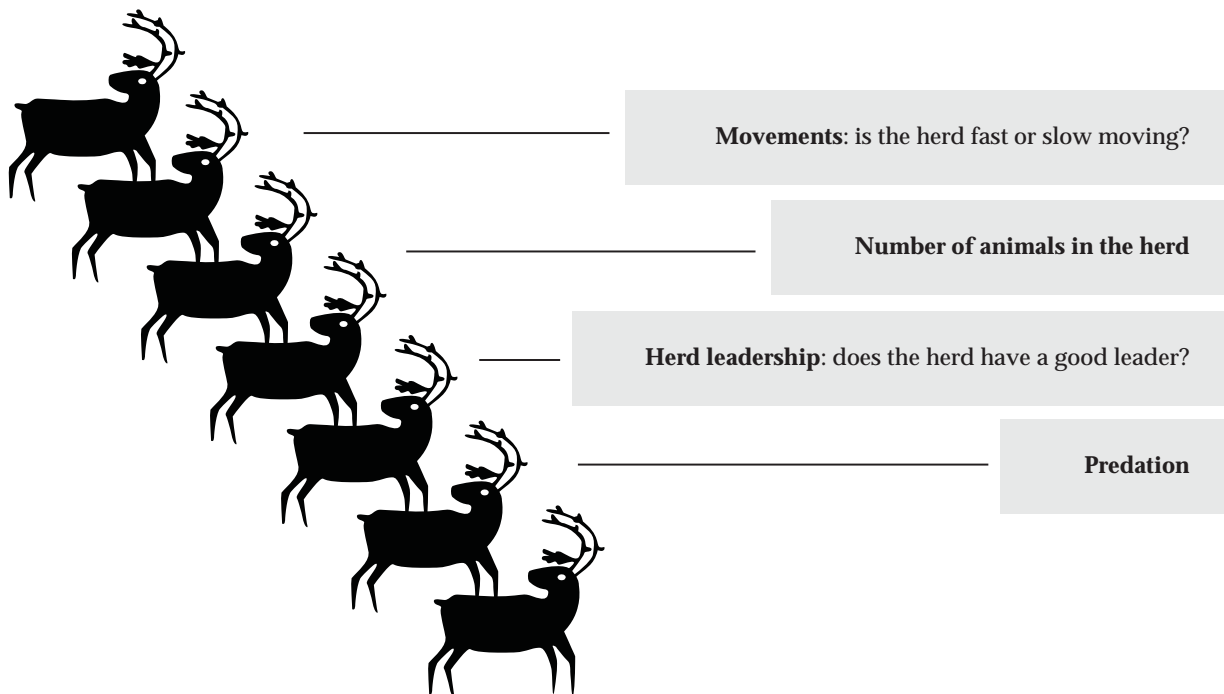 Movements: is the herd fast or slow moving?
Number of animals in the herd
Herd leadership: does the herd have a good leader?
Predation